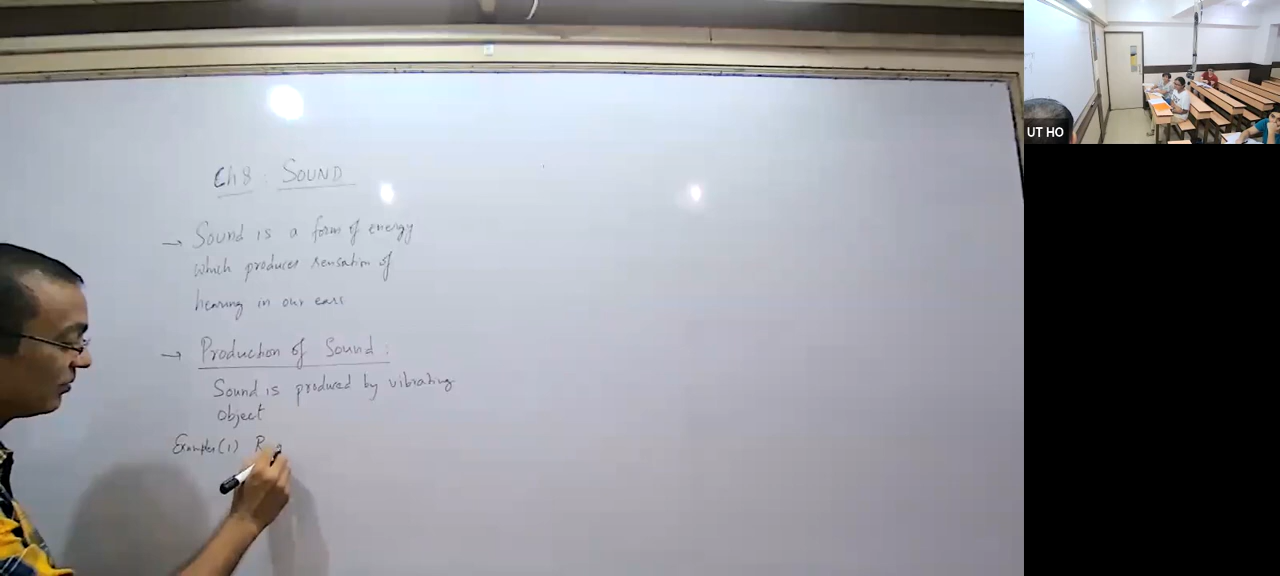 Ch 8 : SOUND
→ Sound is a form of energy
which produces sensation of
hearing in our ears
→ Production of Sound :
Sound is produced by vibrating
object
Examples (1)
UT HO